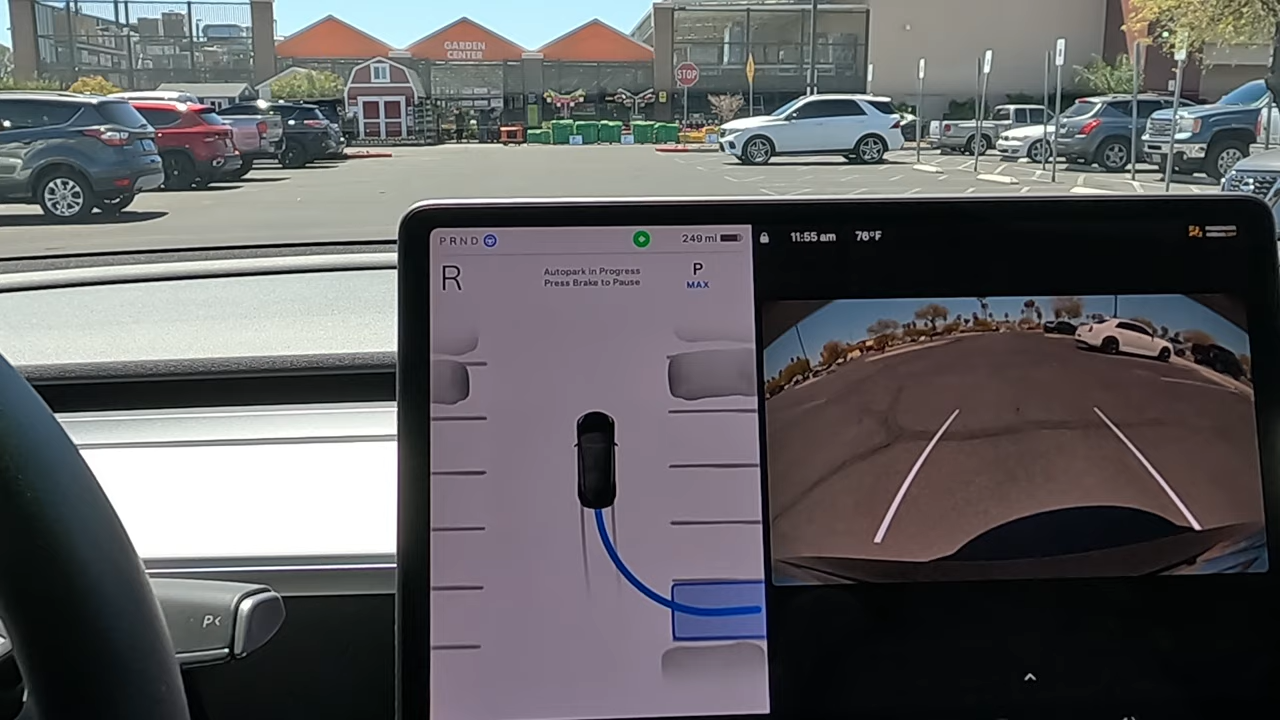 GARDEN
CENTER
STOP
PRND
249 mi
11:55 am
76°F
R
Autopark in Progress
Press Brake to Pause
P
MAX
P<